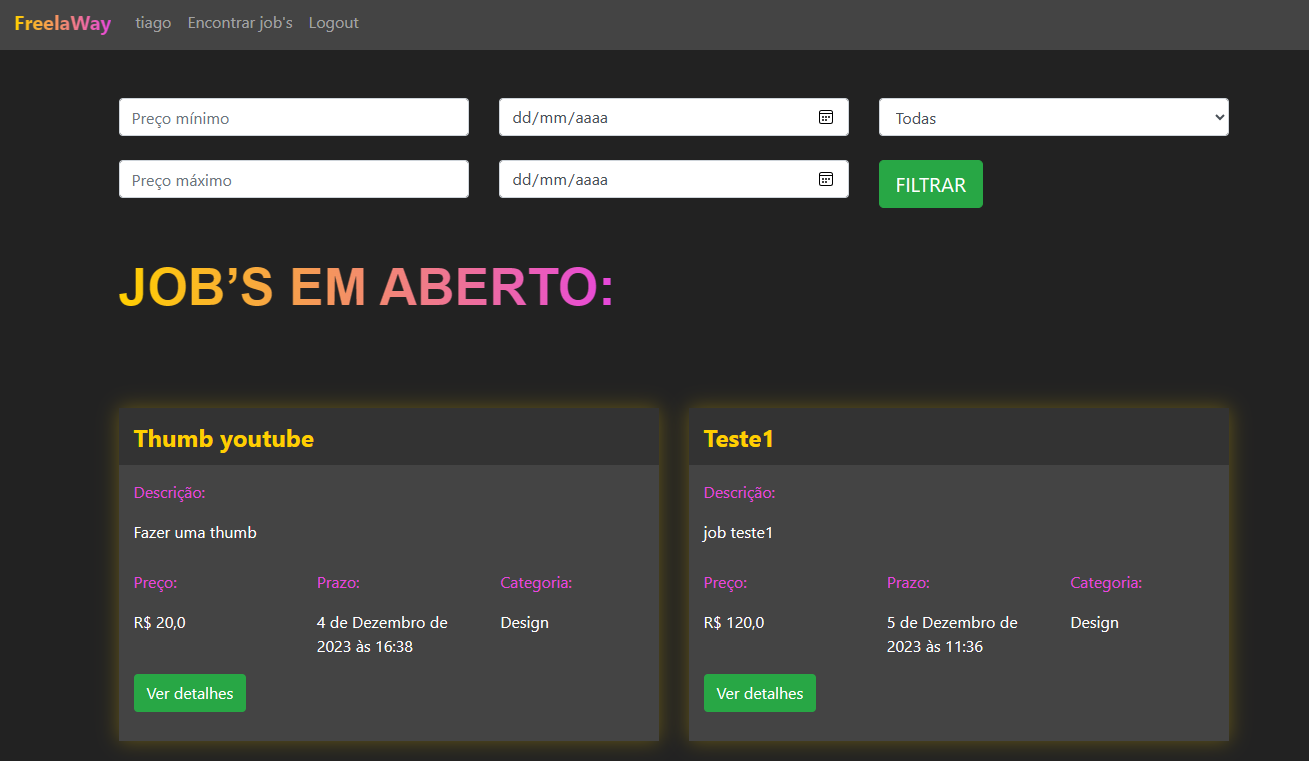 FreelaWay tiago Encontrar job's Logout
Preço mínimo dd/mm/aaaa Todas
Preço máximo dd/mm/aaaa FILTRAR
JOB’S EM ABERTO:
Thumb youtube
Descrição:
Fazer uma thumb
Preço: Prazo: Categoria:
R$ 20,0 4 de Dezembro de Design
2023 às 16:38
Ver detalhes
Teste1
Descrição:
job teste1
Preço: Prazo: Categoria:
R$ 120,0 5 de Dezembro de Design
2023 às 11:36
Ver detalhes